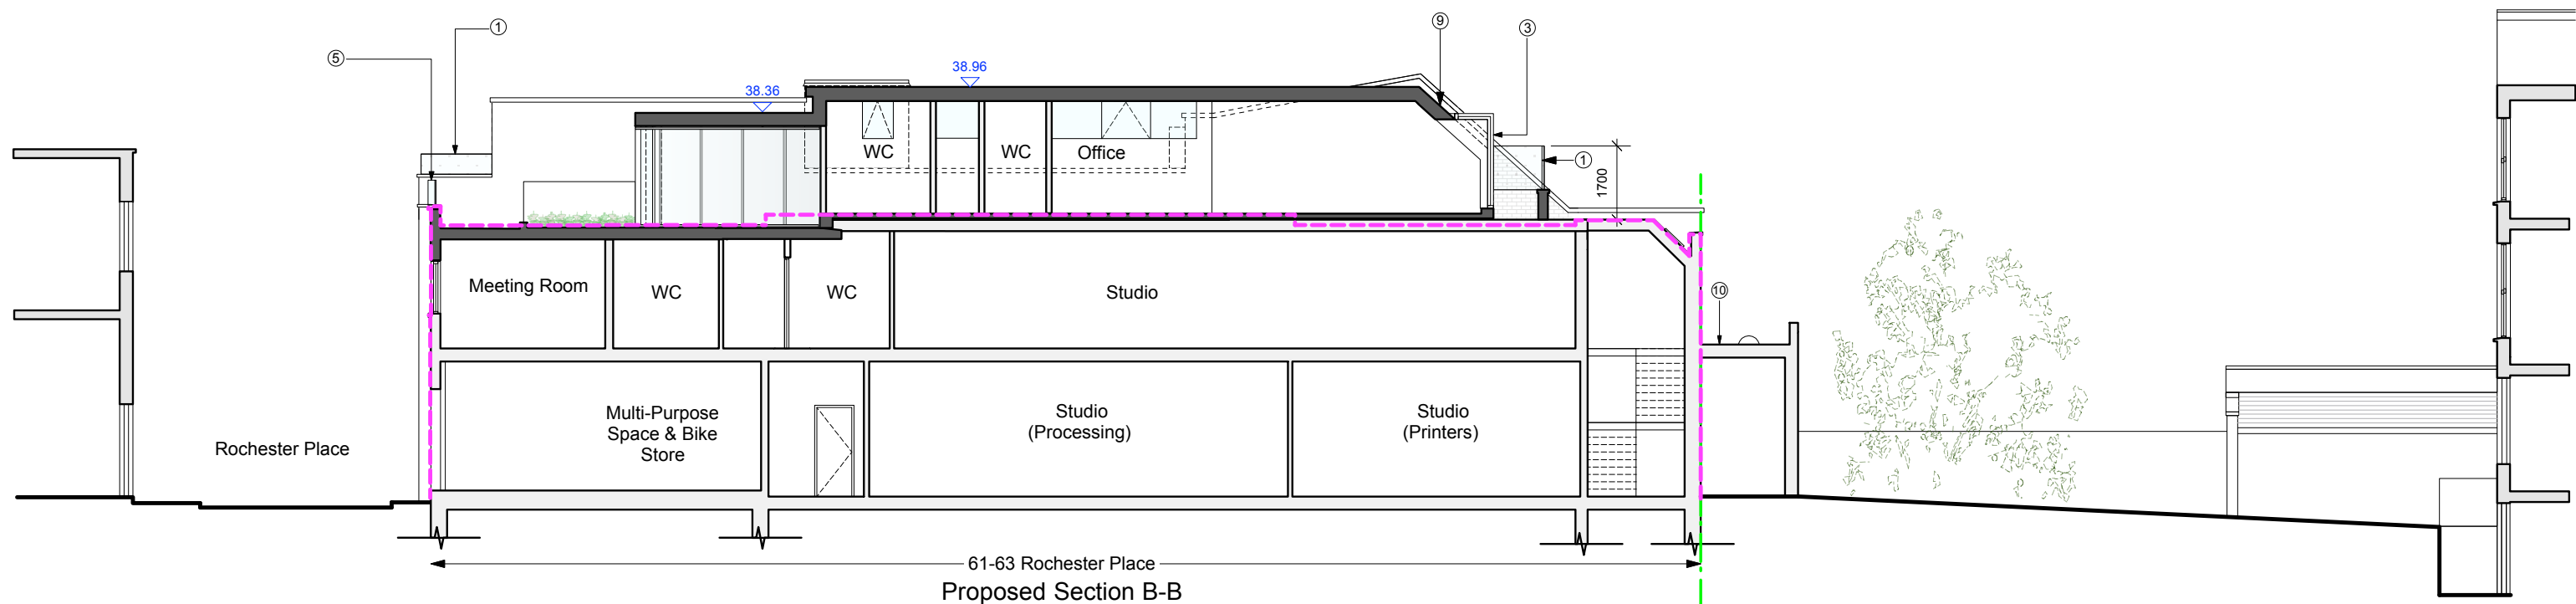 1
9
3
5
38.96
38.36
WC
WC
Office
1
1700
Meeting Room
WC
WC
Studio
10
Multi-Purpose
Space & Bike
Store
Studio
(Processing)
Studio
(Printers)
Rochester Place
61-63 Rochester Place
Proposed Section B-B